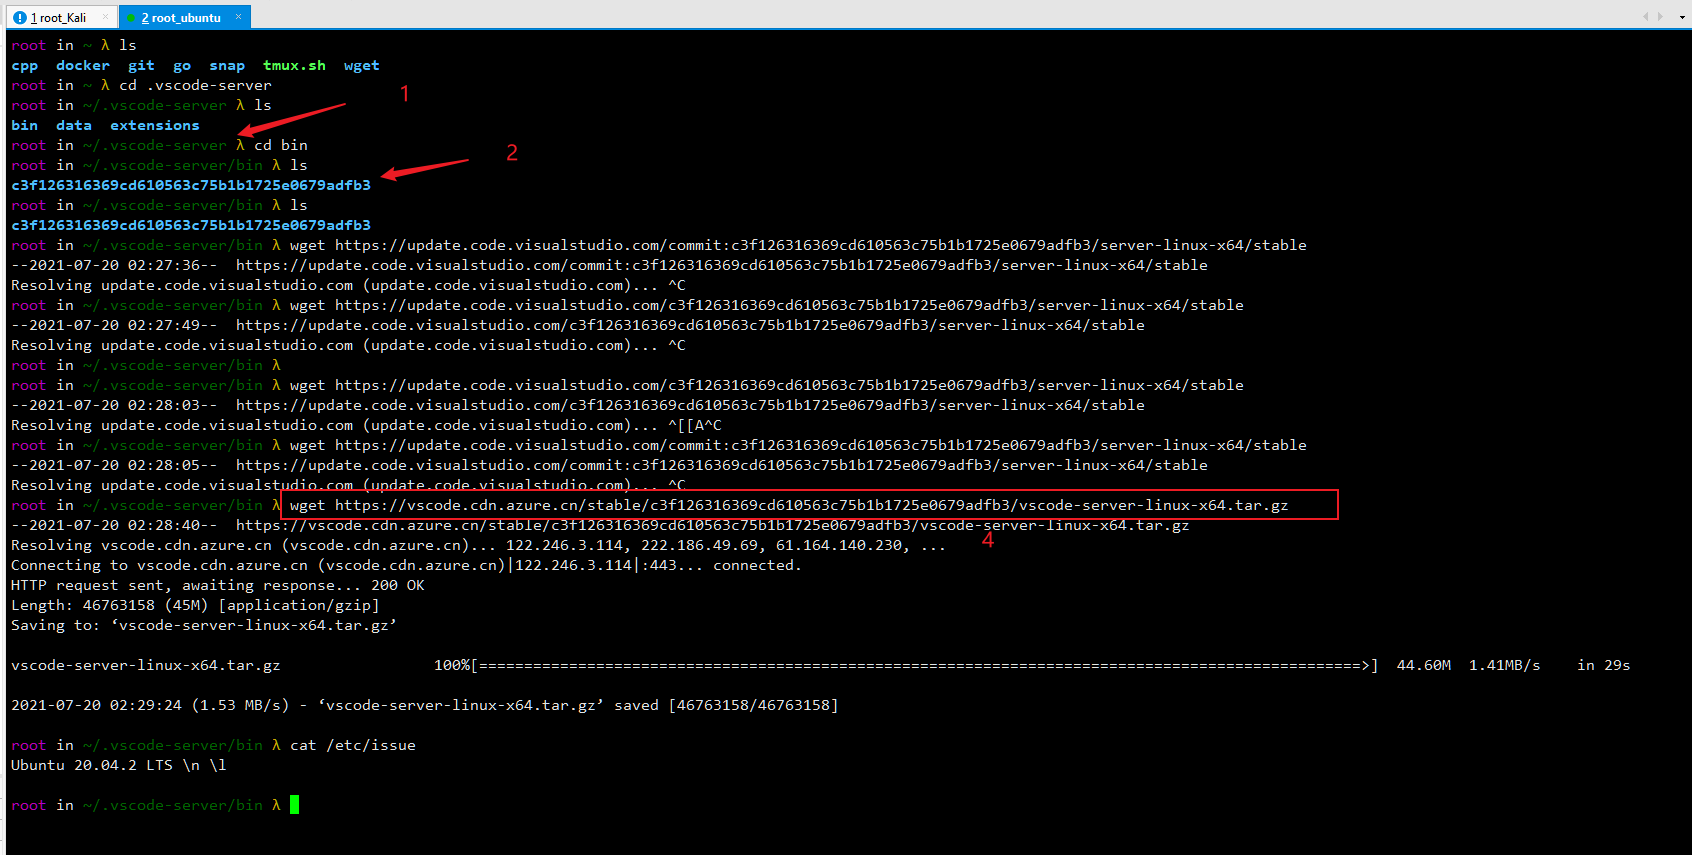 1 root_Kali × 2 root_ubuntu ×
root in ~ λ ls
cpp docker git go snap tmux.sh wget
root in ~ λ cd .vscode-server
root in ~/.vscode-server λ ls
1
bin data extensions
root in ~/.vscode-server λ cd bin
2
root in ~/.vscode-server/bin λ ls
c3f126316369cd610563c75b1b1725e0679adfb3
root in ~/.vscode-server/bin λ ls
c3f126316369cd610563c75b1b1725e0679adfb3
root in ~/.vscode-server/bin λ wget https://update.code.visualstudio.com/commit:c3f126316369cd610563c75b1b1725e0679adfb3/server-linux-x64/stable
--2021-07-20 02:27:36-- https://update.code.visualstudio.com/commit:c3f126316369cd610563c75b1b1725e0679adfb3/server-linux-x64/stable
Resolving update.code.visualstudio.com (update.code.visualstudio.com)... ^C
root in ~/.vscode-server/bin λ wget https://update.code.visualstudio.com/c3f126316369cd610563c75b1b1725e0679adfb3/server-linux-x64/stable
--2021-07-20 02:27:49-- https://update.code.visualstudio.com/c3f126316369cd610563c75b1b1725e0679adfb3/server-linux-x64/stable
Resolving update.code.visualstudio.com (update.code.visualstudio.com)... ^C
root in ~/.vscode-server/bin λ
root in ~/.vscode-server/bin λ wget https://update.code.visualstudio.com/c3f126316369cd610563c75b1b1725e0679adfb3/server-linux-x64/stable
--2021-07-20 02:28:03-- https://update.code.visualstudio.com/c3f126316369cd610563c75b1b1725e0679adfb3/server-linux-x64/stable
Resolving update.code.visualstudio.com (update.code.visualstudio.com)... ^[[A^C
root in ~/.vscode-server/bin λ wget https://update.code.visualstudio.com/commit:c3f126316369cd610563c75b1b1725e0679adfb3/server-linux-x64/stable
--2021-07-20 02:28:05-- https://update.code.visualstudio.com/commit:c3f126316369cd610563c75b1b1725e0679adfb3/server-linux-x64/stable
Resolving update.code.visualstudio.com (update.code.visualstudio.com)... ^C
root in ~/.vscode-server/bin λ wget https://vscode.cdn.azure.cn/stable/c3f126316369cd610563c75b1b1725e0679adfb3/vscode-server-linux-x64.tar.gz
--2021-07-20 02:28:40-- https://vscode.cdn.azure.cn/stable/c3f126316369cd610563c75b1b1725e0679adfb3/vscode-server-linux-x64.tar.gz
Resolving vscode.cdn.azure.cn (vscode.cdn.azure.cn)... 122.246.3.114, 222.186.49.69, 61.164.140.230, ...
4
Connecting to vscode.cdn.azure.cn (vscode.cdn.azure.cn)|122.246.3.114|:443... connected.
HTTP request sent, awaiting response... 200 OK
Length: 46763158 (45M) [application/gzip]
Saving to: ‘vscode-server-linux-x64.tar.gz’
vscode-server-linux-x64.tar.gz 100%[==================================================================================================>] 44.60M 1.41MB/s in 29s
2021-07-20 02:29:24 (1.53 MB/s) - ‘vscode-server-linux-x64.tar.gz’ saved [46763158/46763158]
root in ~/.vscode-server/bin λ cat /etc/issue
Ubuntu 20.04.2 LTS \n \l
root in ~/.vscode-server/bin λ